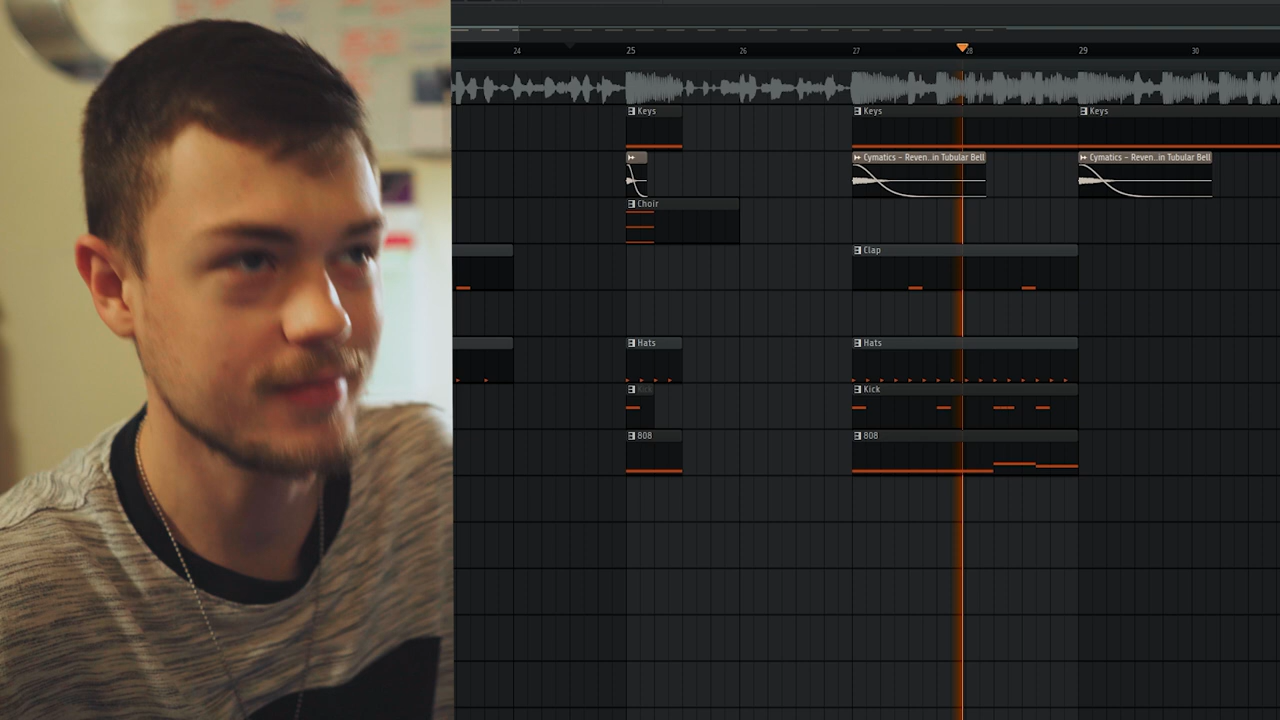 24 25 26 27 28 29 30
Keys Keys Keys
Cymatics - Reven..in Tubular Bell Cymatics - Reven..in Tubular Bell
Choir
Clap
Hats Hats
Kick Kick
808 808